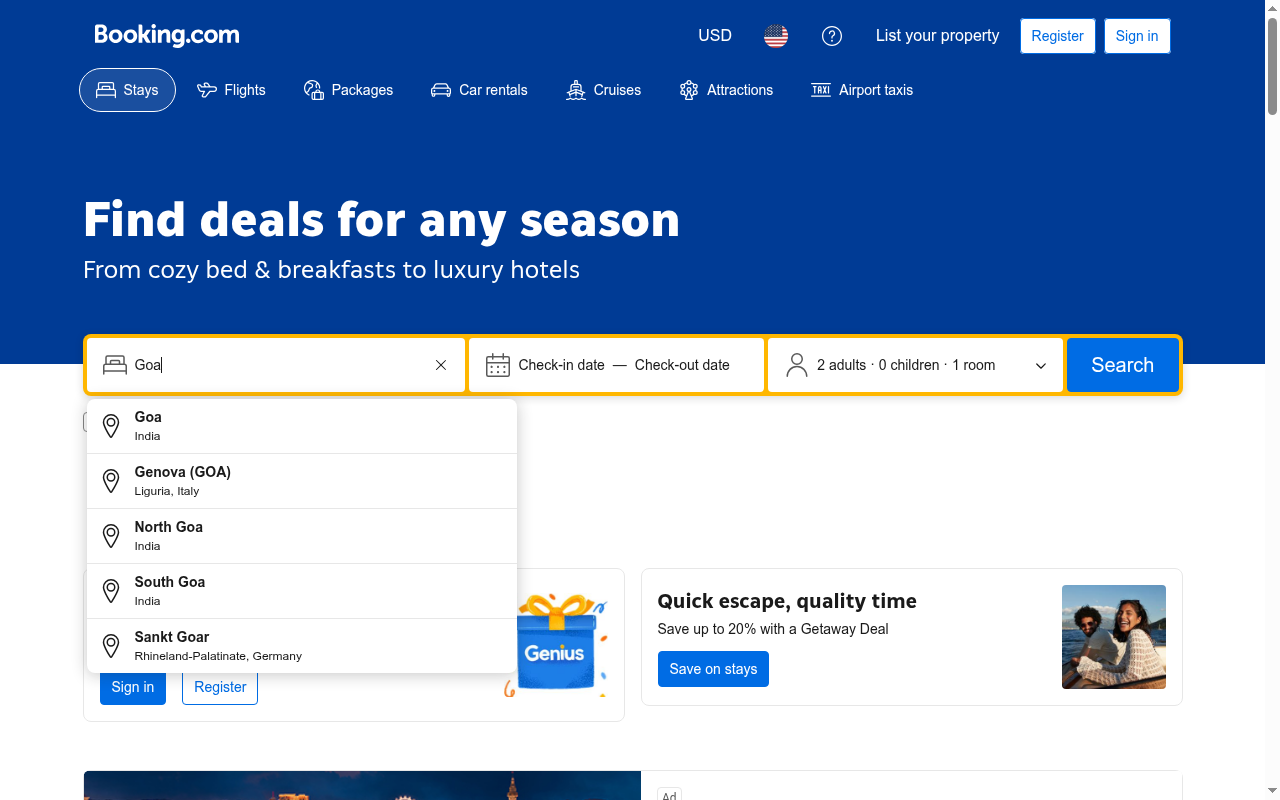 Booking.com
USD
List your property
Register
Sign in
Stays
Flights
Packages
Car rentals
Cruises
Attractions
TAXI
Airport taxis
Find deals for any season
From cozy bed & breakfasts to luxury hotels
Goa
Check-in date — Check-out date
2 adults · 0 children · 1 room
Search
Goa
India
Genova (GOA)
Liguria, Italy
North Goa
India
South Goa
India
Sankt Goar
Rhineland-Palatinate, Germany
Sign in
Register
Genius
Quick escape, quality time
Save up to 20% with a Getaway Deal
Save on stays
Ad